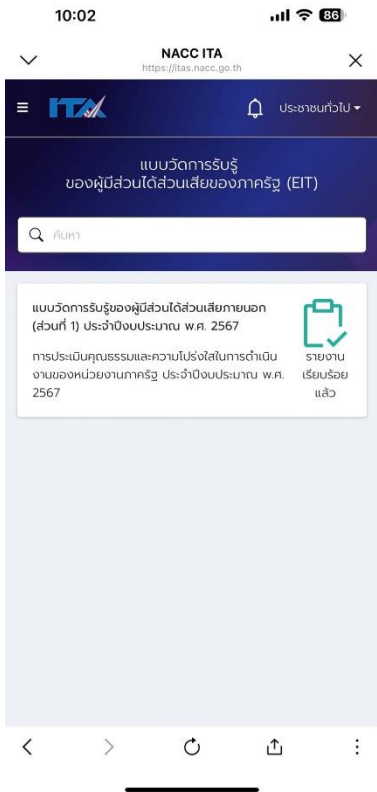 10:02
86
NACC ITA
https://itas.nacc.go.th
ITA
ประชาชนทั่วไป
แบบวัดการรับรู้
ของผู้มีส่วนได้ส่วนเสียของภาครัฐ (EIT)
ค้นหา
แบบวัดการรับรู้ของผู้มีส่วนได้ส่วนเสียภายนอก
(ส่วนที่ 1) ประจำปีงบประมาณ พ.ศ. 2567
การประเมินคุณธรรมและความโปร่งใสในการดำเนิน
งานของหน่วยงานภาครัฐ ประจำปีงบประมาณ พ.ศ.
2567
รายงาน
เรียบร้อย
แล้ว